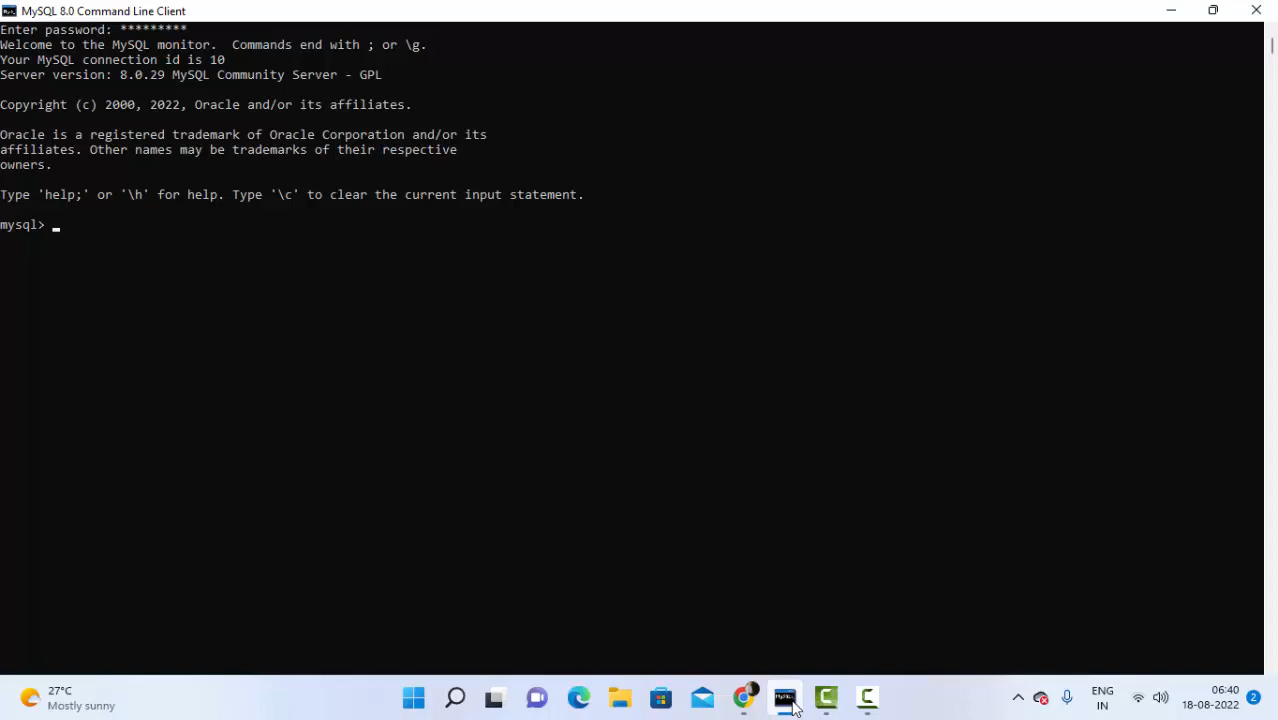 MySQL 8.0 Command Line Client
Enter password: *********
Welcome to the MySQL monitor.  Commands end with ; or \g.
Your MySQL connection id is 10
Server version: 8.0.29 MySQL Community Server - GPL
Copyright (c) 2000, 2022, Oracle and/or its affiliates.
Oracle is a registered trademark of Oracle Corporation and/or its
affiliates. Other names may be trademarks of their respective
owners.
Type 'help;' or '\h' for help. Type '\c' to clear the current input statement.
mysql>
27°C
Mostly sunny
MySQL
ENG
IN
06:40
18-08-2022
2